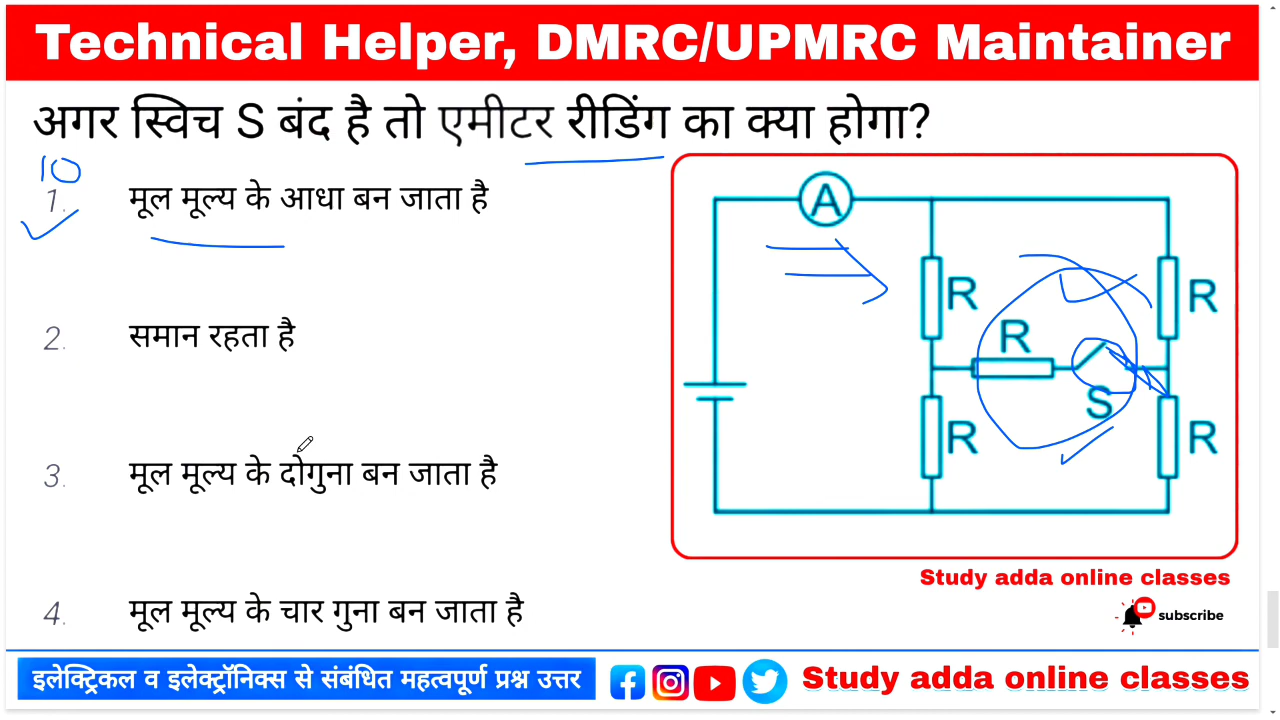 Technical Helper, DMRC/UPMRC Maintainer
अगर स्विच S बंद है तो एमीटर रीडिंग का क्या होगा?
10
1. मूल मूल्य के आधा बन जाता है
2. समान रहता है
3. मूल मूल्य के दोगुना बन जाता है
4. मूल मूल्य के चार गुना बन जाता है
A
R
R
R
S
R
R
Study adda online classes
subscribe
इलेक्ट्रिकल व इलेक्ट्रॉनिक्स से संबंधित महत्वपूर्ण प्रश्न उत्तर
Study adda online classes